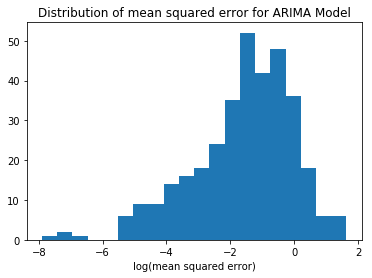 Distribution of mean squared error for ARIMA Model
50
40
30
20
10
0
−8 −6 −4 −2 0 2
log(mean squared error)